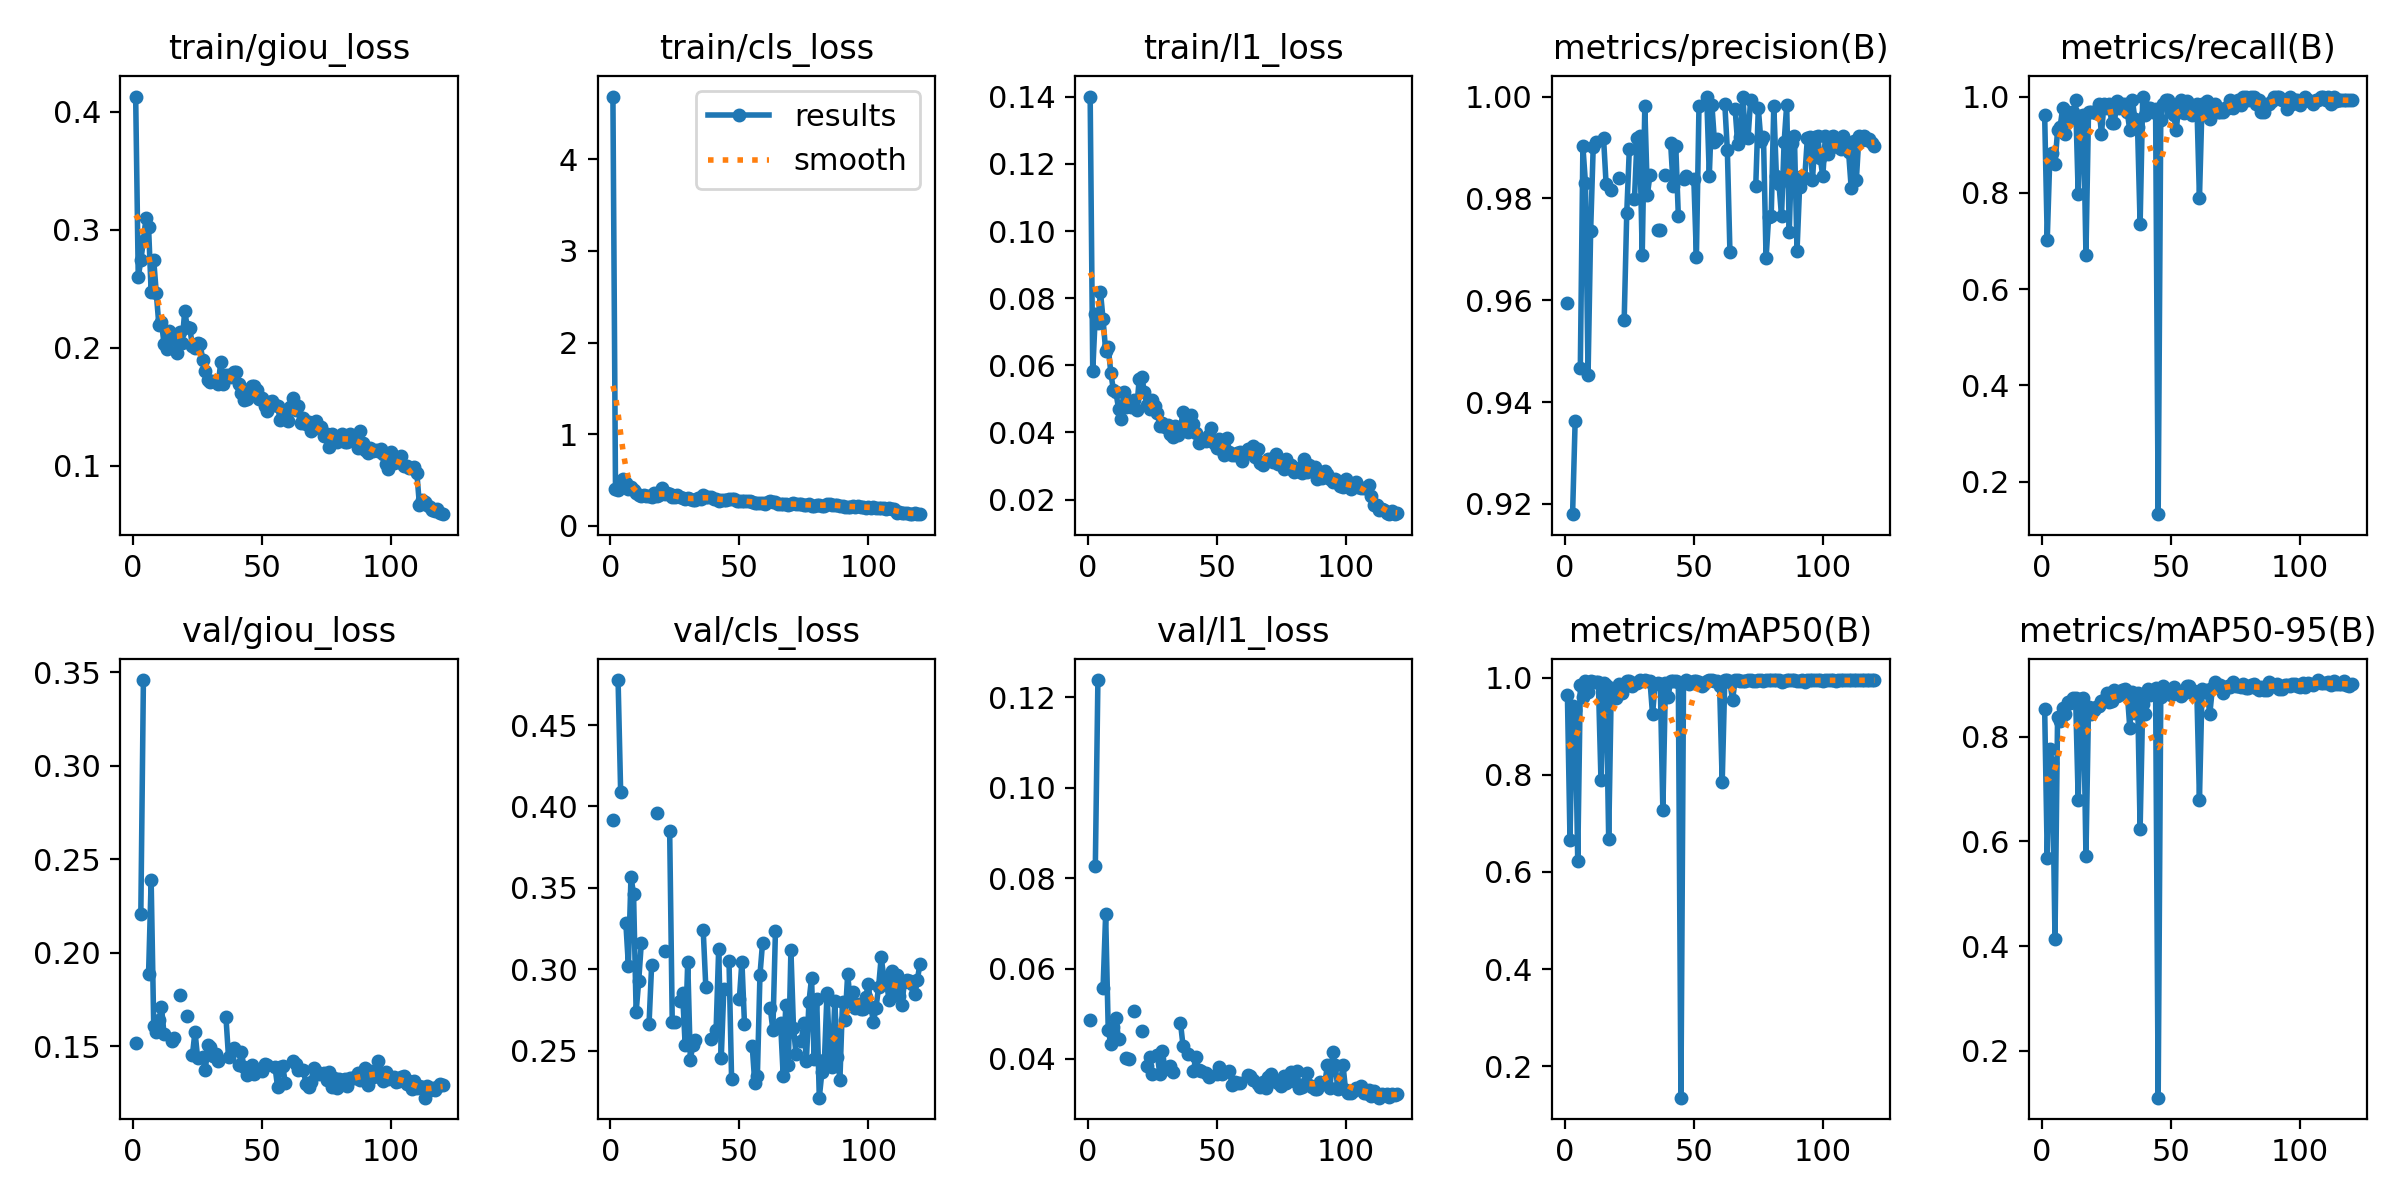 train/giou_loss
0.4
0.3
0.2
0.1
0 50 100
train/cls_loss
results
smooth
4
3
2
1
0
0 50 100
train/l1_loss
0.14
0.12
0.10
0.08
0.06
0.04
0.02
0 50 100
metrics/precision(B)
1.00
0.98
0.96
0.94
0.92
0 50 100
metrics/recall(B)
1.0
0.8
0.6
0.4
0.2
0 50 100
val/giou_loss
0.35
0.30
0.25
0.20
0.15
0 50 100
val/cls_loss
0.45
0.40
0.35
0.30
0.25
0 50 100
val/l1_loss
0.12
0.10
0.08
0.06
0.04
0 50 100
metrics/mAP50(B)
1.0
0.8
0.6
0.4
0.2
0 50 100
metrics/mAP50-95(B)
0.8
0.6
0.4
0.2
0 50 100